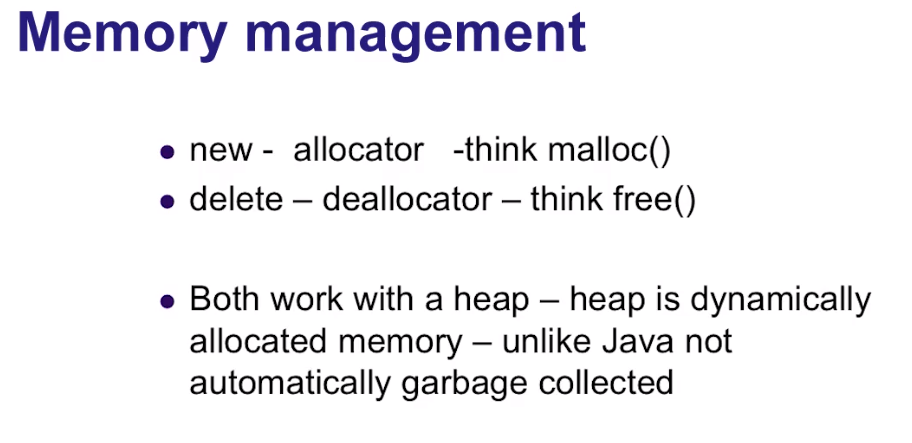 Memory management
• new - allocator -think malloc()
• delete – deallocator – think free()
• Both work with a heap – heap is dynamically
allocated memory – unlike Java not
automatically garbage collected